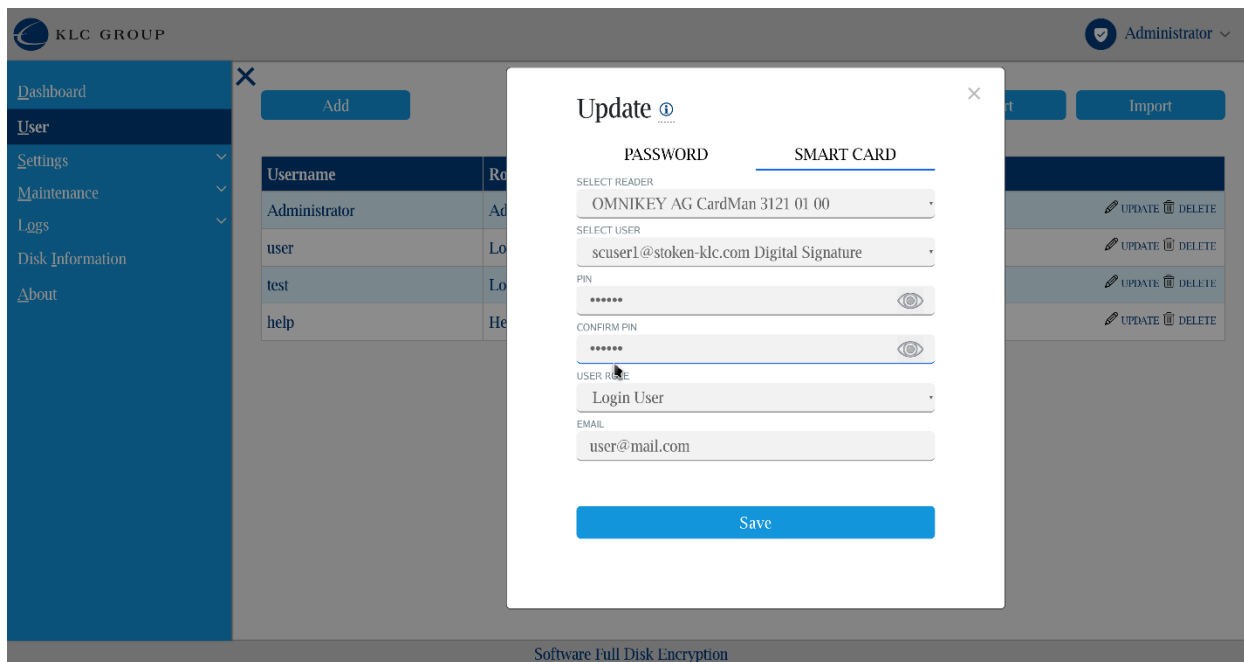 KLC GROUP
Administrator
Dashboard
User
Settings
Maintenance
Logs
Disk Information
About
Add
Import
Username
Administrator
UPDATE DELETE
user
UPDATE DELETE
test
UPDATE DELETE
help
UPDATE DELETE
Update
PASSWORD SMART CARD
SELECT READER
OMNIKEY AG CardMan 3121 01 00
SELECT USER
scuser1@stoken-klc.com Digital Signature
PIN
••••••
CONFIRM PIN
••••••
USER ROLE
Login User
EMAIL
user@mail.com
Save
Software Full Disk Encryption